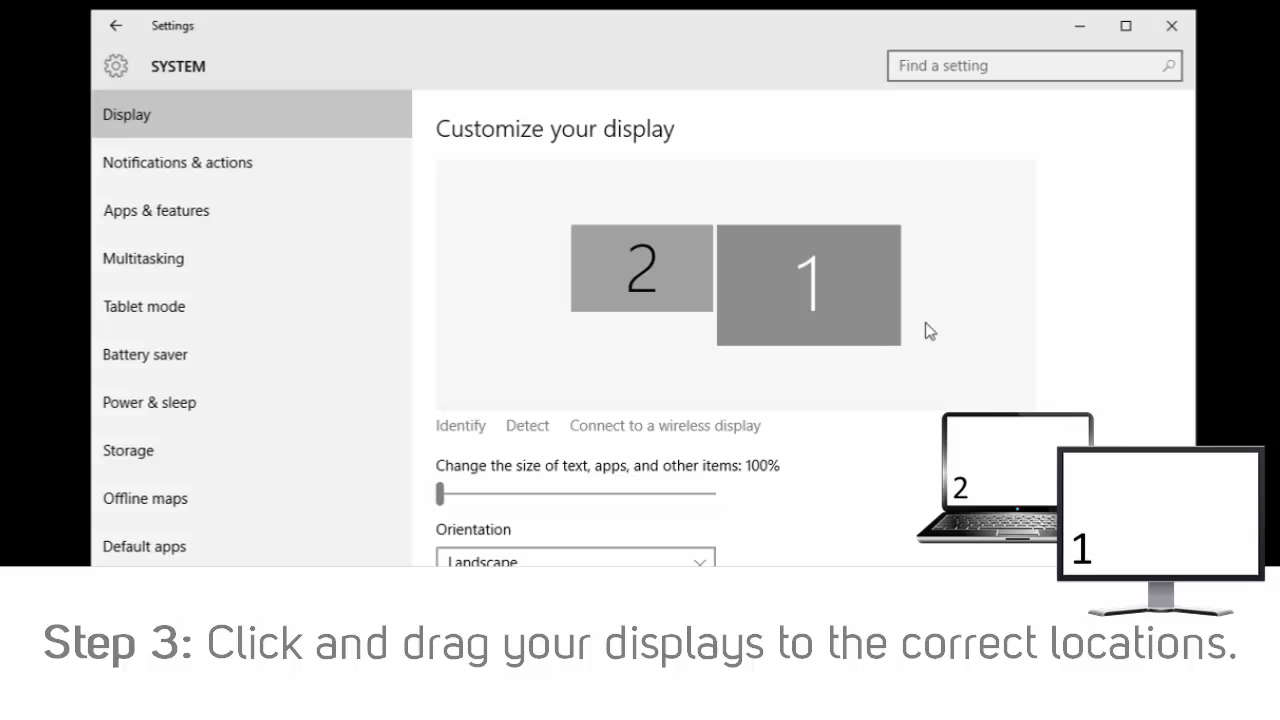 Settings
SYSTEM
Find a setting
Display
Notifications & actions
Apps & features
Multitasking
Tablet mode
Battery saver
Power & sleep
Storage
Offline maps
Default apps
Customize your display
2 1
Identify Detect Connect to a wireless display
Change the size of text, apps, and other items: 100%
Orientation
Landscape
2
1
Step 3: Click and drag your displays to the correct locations.